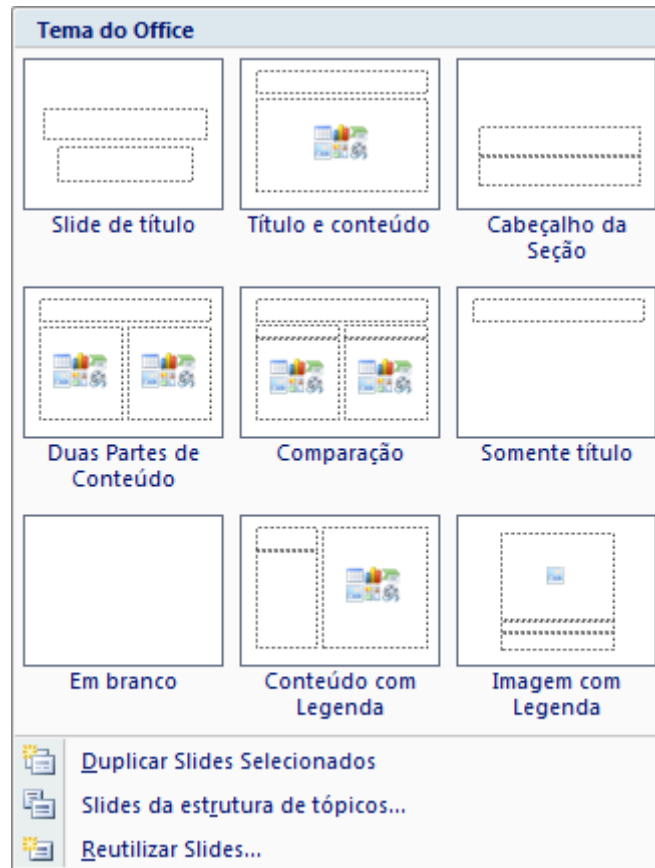 Tema do Office
Slide de título
Título e conteúdo
Cabeçalho da
Seção
Duas Partes de
Conteúdo
Comparação
Somente título
Em branco
Conteúdo com
Legenda
Imagem com
Legenda
Duplicar Slides Selecionados
Slides da estrutura de tópicos...
Reutilizar Slides...